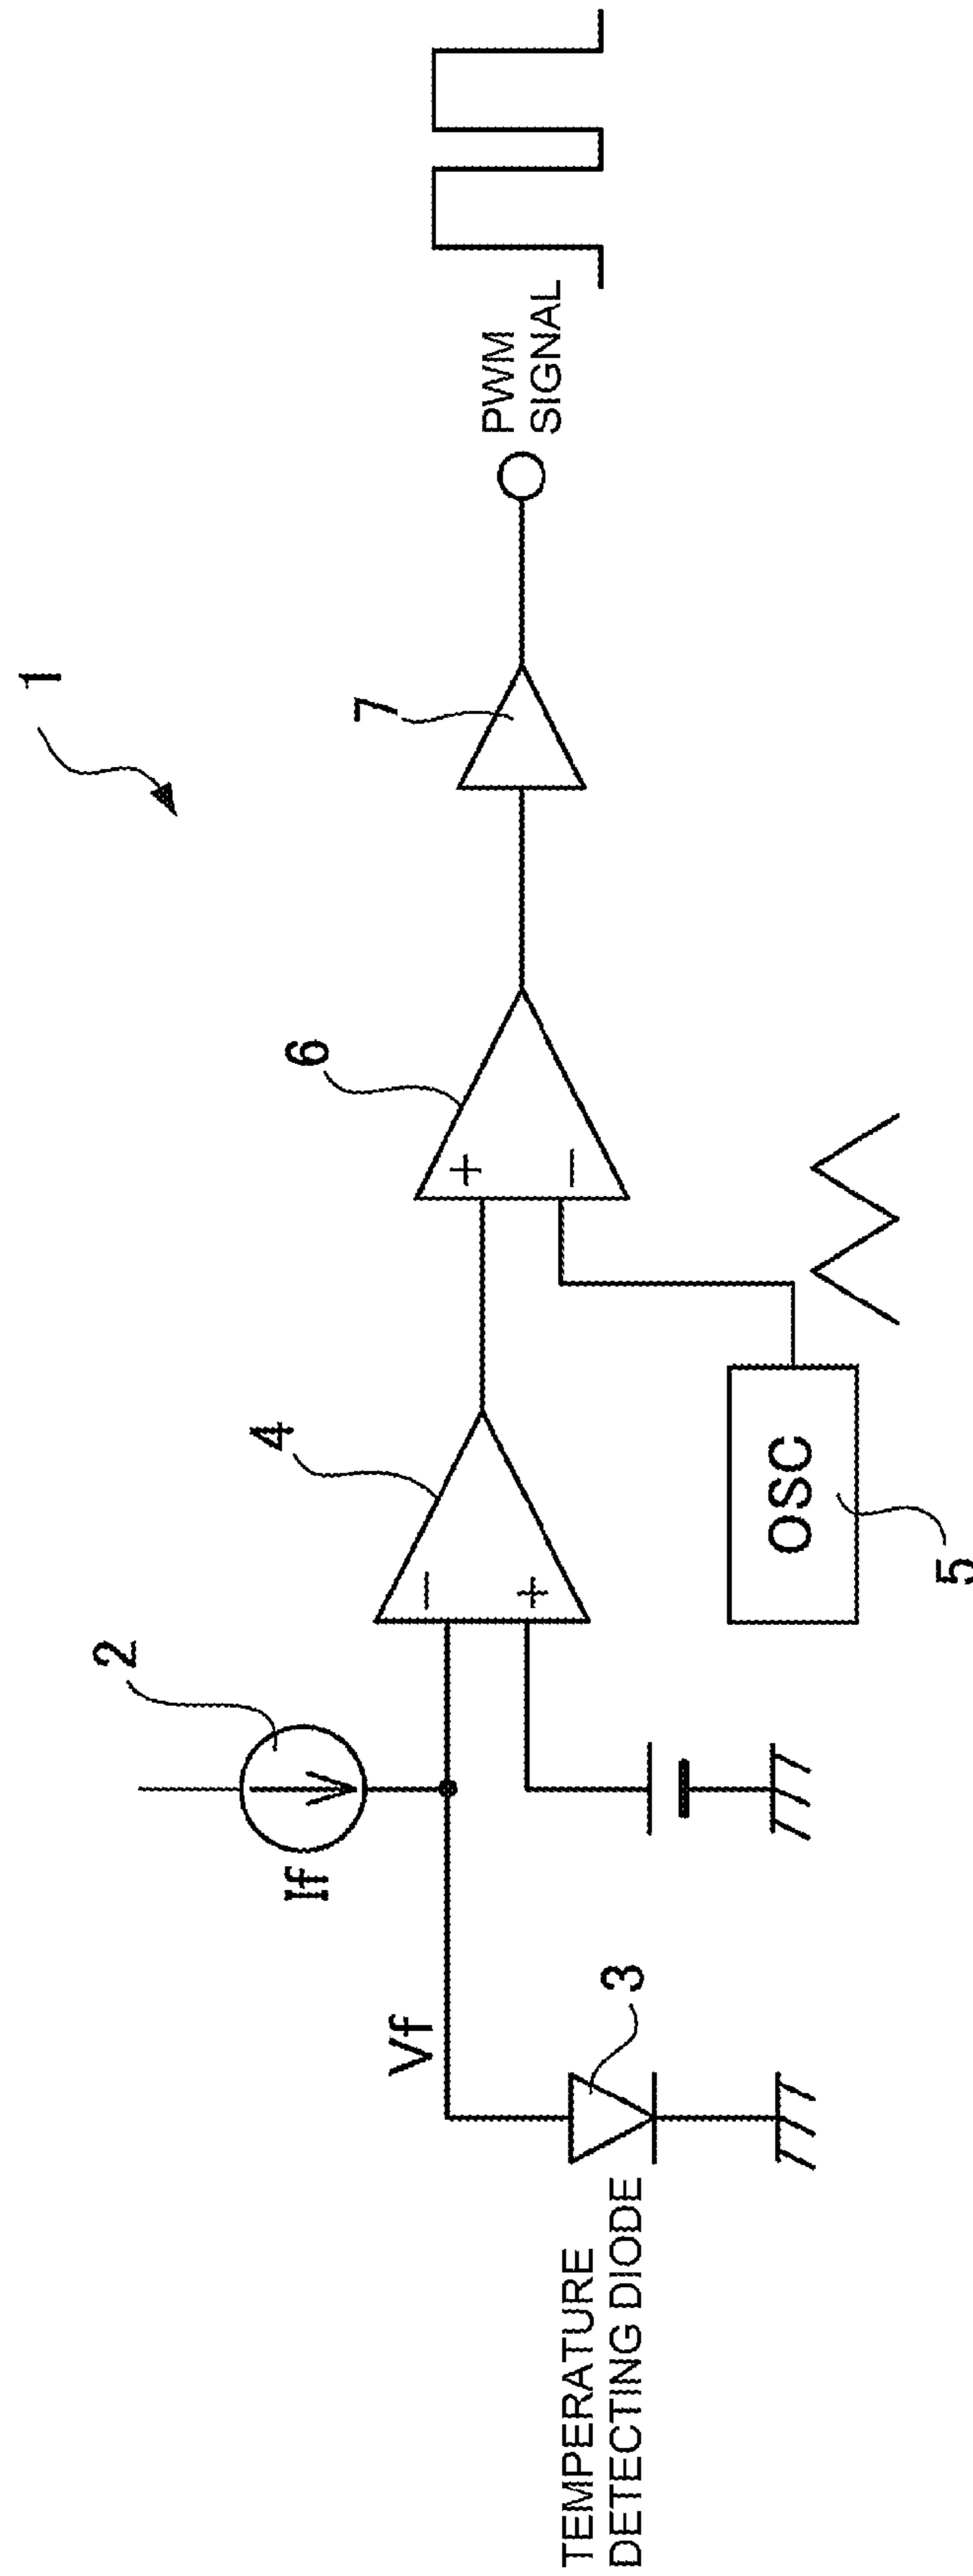 1
2
If
Vf
3
TEMPERATURE
DETECTING DIODE
4
−
+
OSC
5
6
+
−
7
PWM
SIGNAL